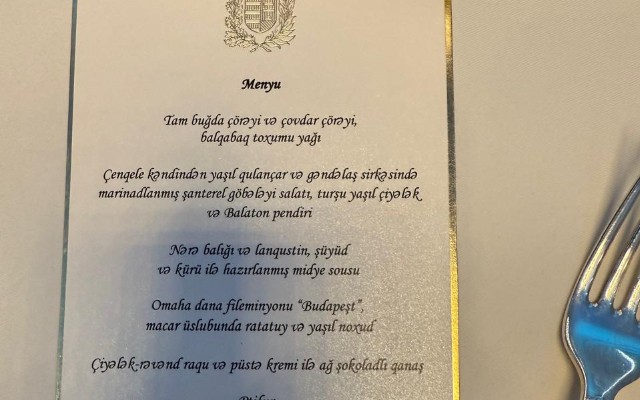 Menyu
Tam buğda çörəyi və çovdar çörəyi,
balqabaq toxumu yağı
Çenqele kəndindən yaşıl qulançar və gəndəlaş sirkəsində
marinadlanmış şanterel göbələyi salatı, turşu yaşıl çiyələk
və Balaton pendiri
Nərə balığı və lanqustin, şüyüd
və kürü ilə hazırlanmış midye sousu
Omaha dana fileminyonu “Budapeşt”,
macar üslubunda ratatuy və yaşıl noxud
Çiyələk-rəvənd raqu və püstə kremi ilə ağ şokoladlı qanaş